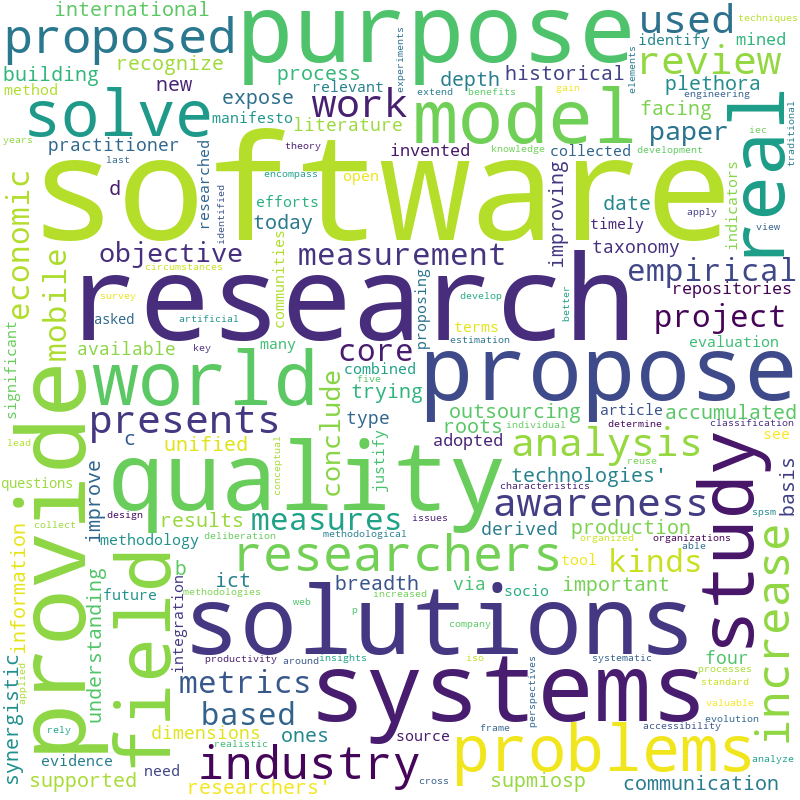 international
purpose
used
techniques
proposed
identify
mined
building
recognize
process
experiments
depth
historical
elements
review
method
new
relevant
extend
benefits
gain
engineering
plethora
solve
expose
work
model
facing
real
manifesto
years
literature
paper
iec
traditional
practitioner
researched
last
theory
invented
knowledge
collected
development
software
d
encompass
open
efforts
date
indicators
today
timely
apply
identified
communities
improving
taxonomy
view
objective
measurement
economic
circumstances
research
proposing
empirical
mobile
survey
develop
better
repositories
asked
artificial
terms
project
significant
available
key
many
core
estimation
evaluation
world
combined
propose
five
type
trying
conclude
outsourcing
article
accumulated
presents
roots
individual
determine
classification
provide
c
unified
justify
adopted
analysis
see
lead
conceptual
reuse
quality
technologies'
study
basis
questions
improve
characteristics
awareness
spsm
design
results
measures
issues
derived
production
organizations
collect
methodology
deliberation
methodological
organized
able
field
researchers
tool
kinds
increase
understanding
b
ict
breadth
via
important
future
integration
methodologies
increased
socio
information
web
p
solutions
company
synergistic
applied
productivity
around
insights
iso
systematic
four
processes
metrics
systems
perspectives
standard
dimensions
based
valuable
rely
ones
source
frame
accessibility
evolution
evidence
need
industry
cross
problems
realistic
analyze
supported
researchers'
supmiosp
communication